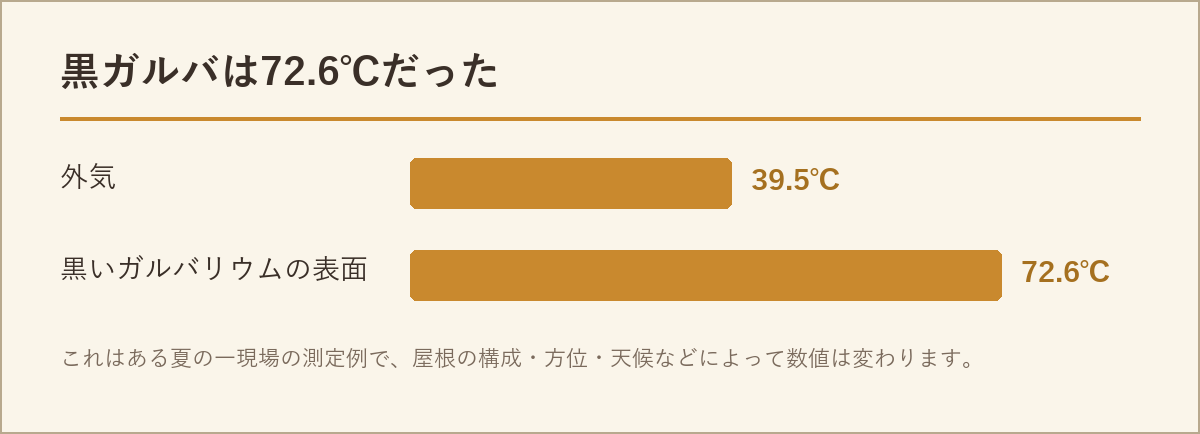 黒ガルバは72.6℃だった
外気
39.5℃
黒いガルバリウムの表面
72.6℃
これはある夏の一現場の測定例で、屋根の構成・方位・天候などによって数値は変わります。